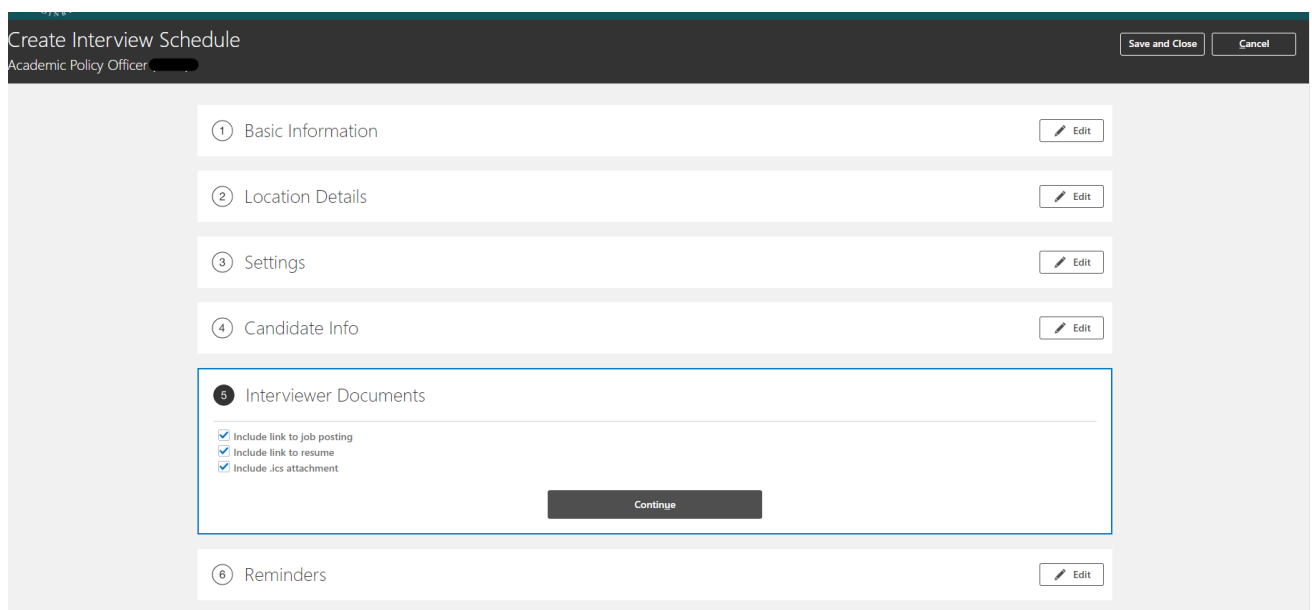 Create Interview Schedule
Save and Close
Cancel
Academic Policy Officer
1 Basic Information
Edit
2 Location Details
Edit
3 Settings
Edit
4 Candidate Info
Edit
5 Interviewer Documents
Include link to job posting
Include link to resume
Include .ics attachment
Continue
6 Reminders
Edit